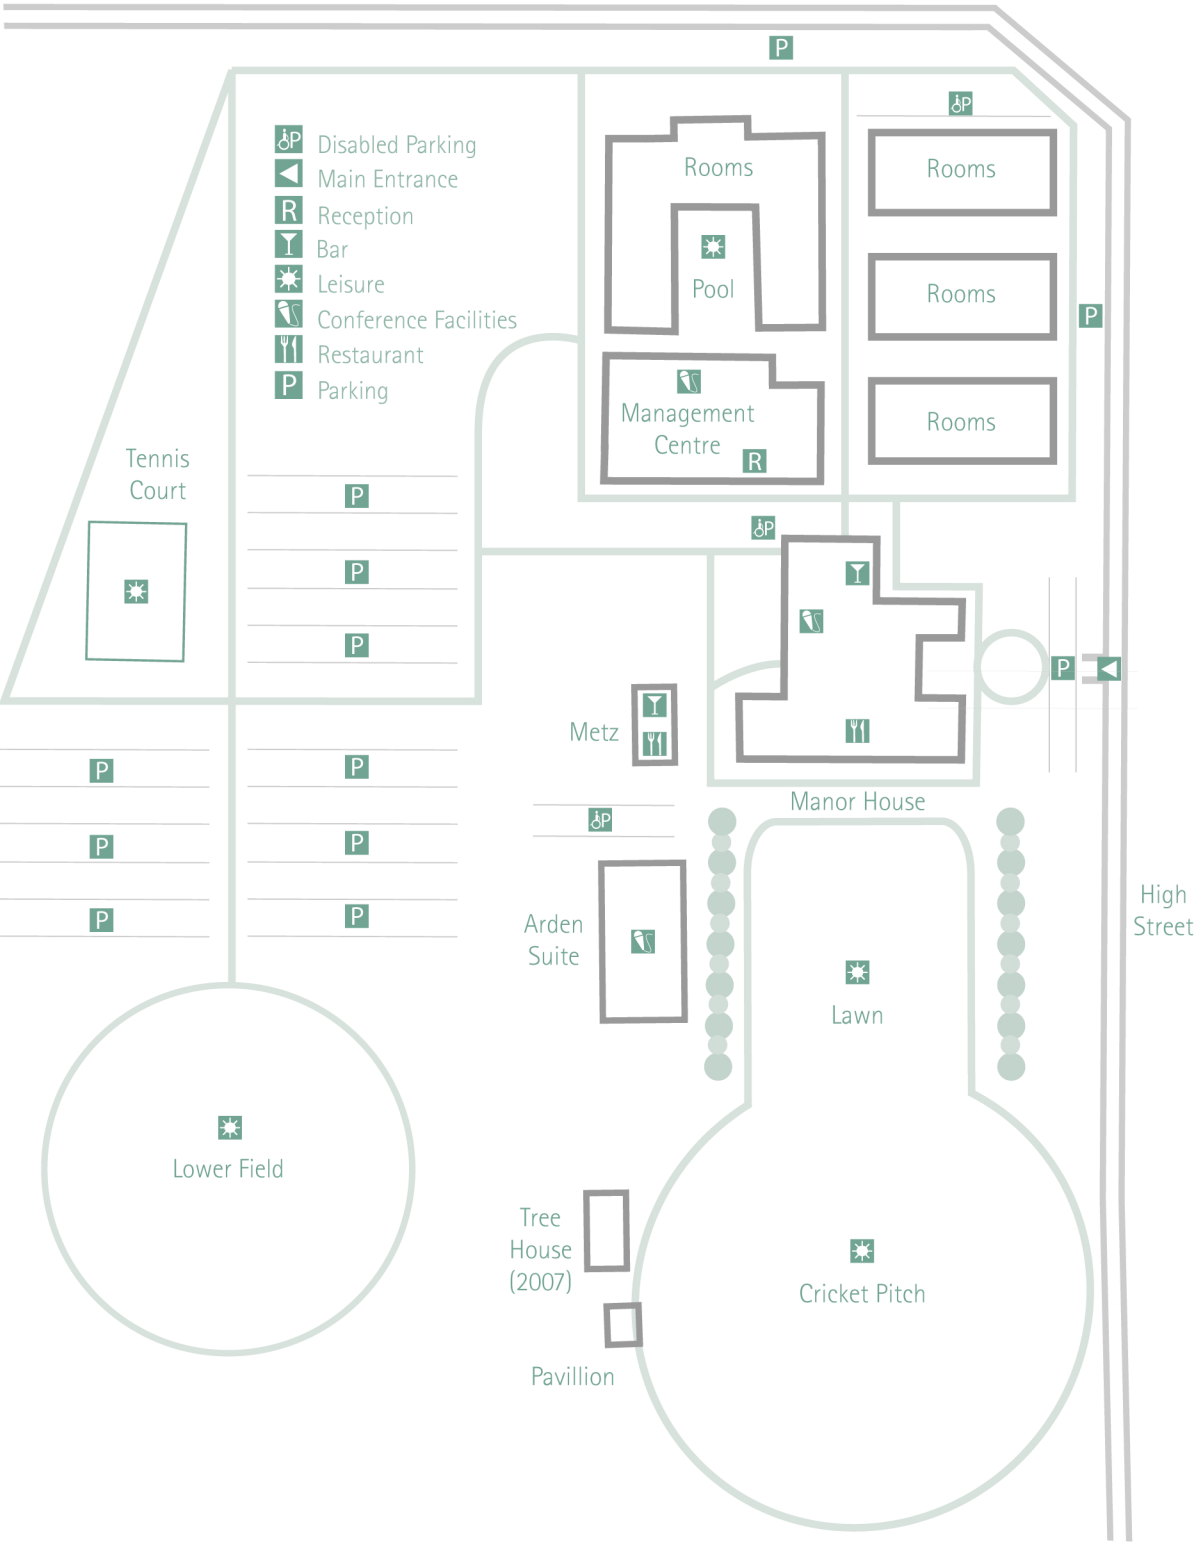 P
P
Disabled Parking
Main Entrance
R Reception
Bar
Leisure
Conference Facilities
Restaurant
P Parking
Rooms
Pool
Rooms
Rooms
Rooms
P
P
Management
Centre
R
Tennis
Court
P
P
P
P
P
Metz
P
P
P
P
P
P
Manor House
P
Arden
Suite
Lawn
High
Street
Lower Field
Tree
House
(2007)
Cricket Pitch
Pavillion